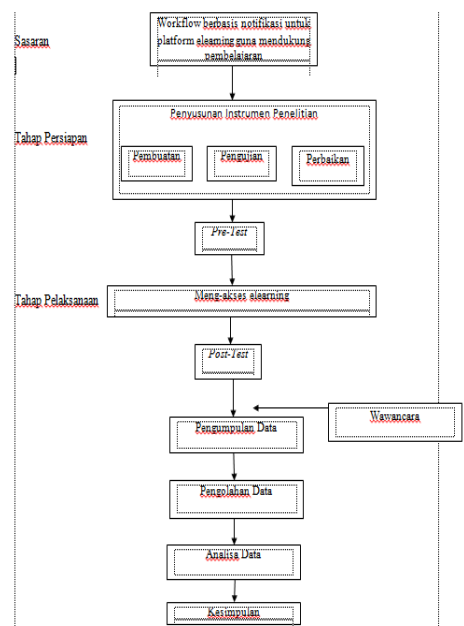 Sasaran
Workflow berbasis notifikasi untuk
platform elearning guna mendukung
pembelajaran
Tahap Persiapan
Penyusunan Instrumen Penelitian
Pembuatan
Pengujian
Perbaikan
Pre-Test
Tahap Pelaksanaan
Meng-akses elearning
Post-Test
Wawancara
Pengumpulan Data
Pengolahan Data
Analisa Data
Kesimpulan